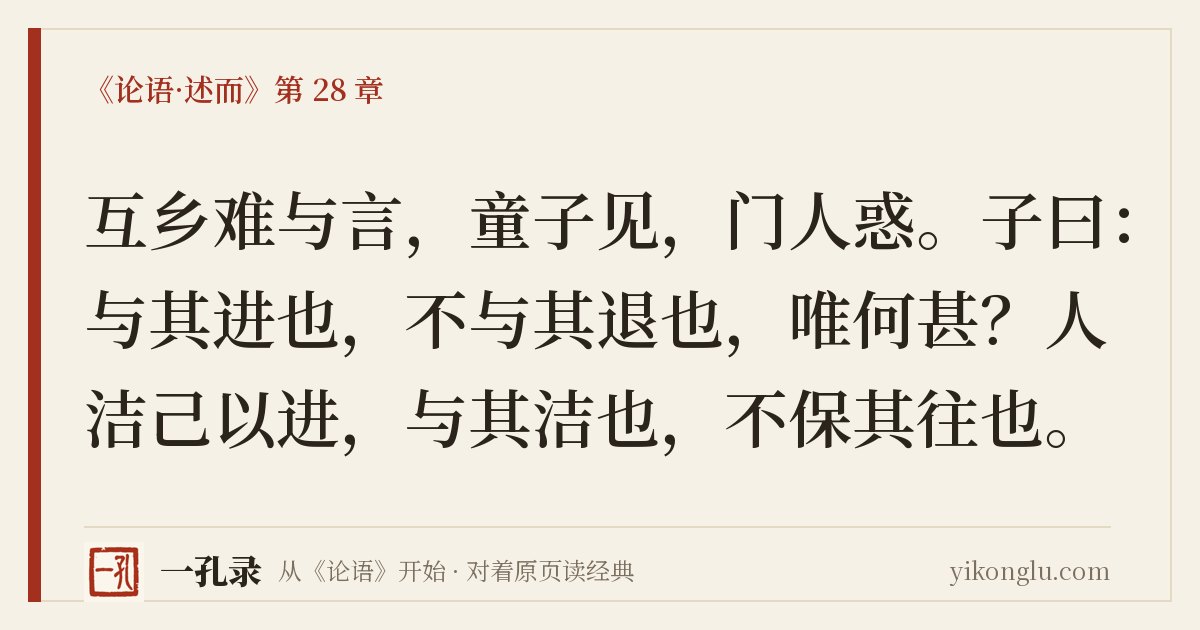 《论语·述而》第 28 章
互乡难与言，童子见，门人惑。子曰：
与其进也，不与其退也，唯何甚？人
洁己以进，与其洁也，不保其往也。
一孔
一孔录 从《论语》开始 · 对着原页读经典 yikonglu.com